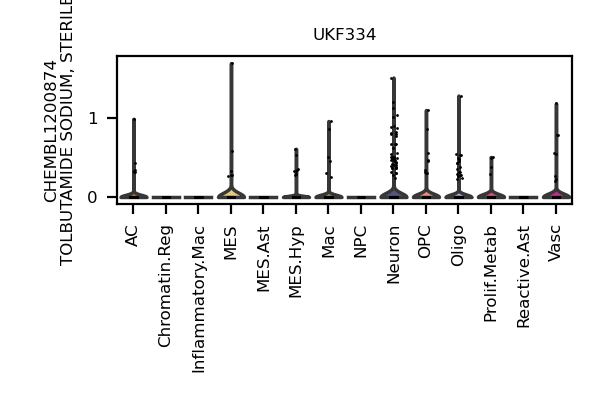 UKF334
CHEMBL1200874
TOLBUTAMIDE SODIUM, STERILE
1
0
AC
Chromatin.Reg
Inflammatory.Mac
MES
MES.Ast
MES.Hyp
Mac
NPC
Neuron
OPC
Oligo
Prolif.Metab
Reactive.Ast
Vasc